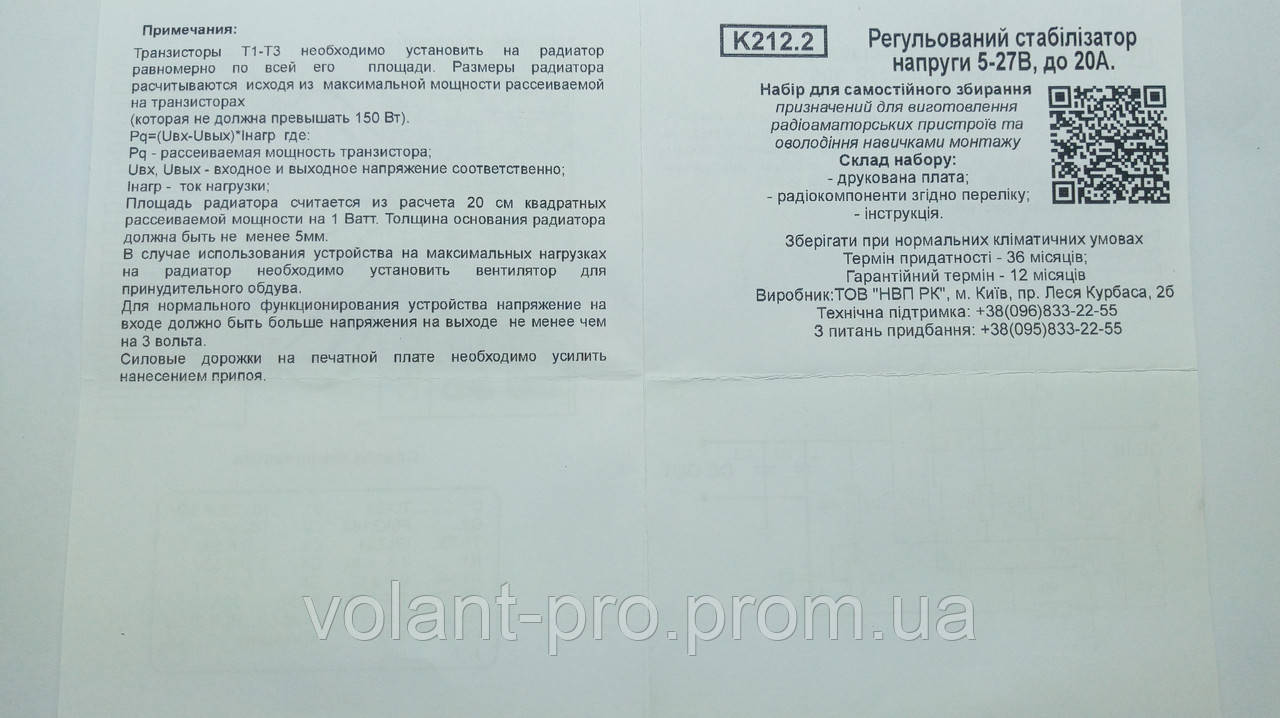 Примечания:
Транзисторы Т1-Т3 необходимо установить на радиатор
равномерно по всей его площади. Размеры радиатора
расчитываются исходя из максимальной мощности рассеиваемой
на транзисторах
(которая не должна превышать 150 Вт).
Pq=(Uвх-Uвых)*Iнагр где:
Pq - рассеиваемая мощность транзистора;
Uвх, Uвых - входное и выходное напряжение соответственно;
Iнагр - ток нагрузки;
Площадь радиатора считается из расчета 20 см квадратных
рассеиваемой мощности на 1 Ватт. Толщина основания радиатора
должна быть не менее 5мм.
В случае использования устройства на максимальных нагрузках
на радиатор необходимо установить вентилятор для
принудительного обдува.
Для нормального функционирования устройства напряжение на
входе должно быть больше напряжения на выходе не менее чем
на 3 вольта.
Силовые дорожки на печатной плате необходимо усилить
нанесением припоя.
К212.2
Регульований стабілізатор
напруги 5-27В, до 20А.
Набір для самостійного збирання
призначений для виготовлення
радіоаматорських пристроїв та
оволодіння навичками монтажу
Склад набору:
- друкована плата;
- радіокомпоненти згідно переліку;
- інструкція.
Зберігати при нормальних кліматичних умовах
Термін придатності - 36 місяців;
Гарантійний термін - 12 місяців
Виробник:ТОВ "НВП РК", м. Київ, пр. Леся Курбаса, 2б
Технічна підтримка: +38(096)833-22-55
З питань придбання: +38(095)833-22-55
volant-pro.prom.ua